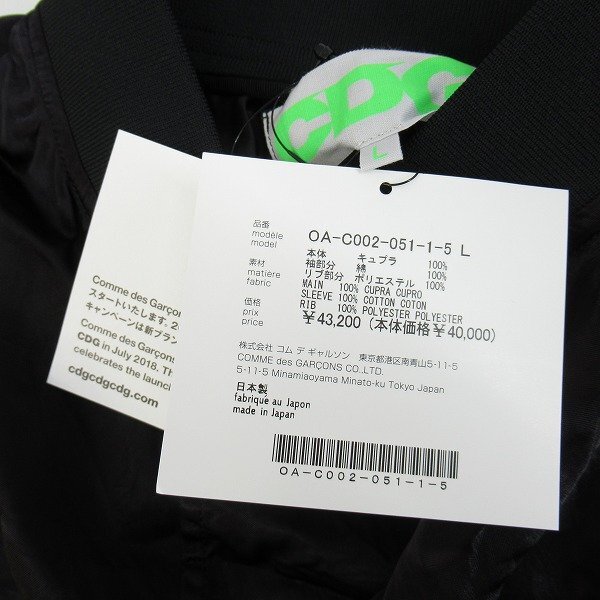 CDG
L
品番
modèle
model
OA-C002-051-1-5 L
素材
matière
fabric
本体 キュプラ 100%
袖部分 綿 100%
リブ部分 ポリエステル 100%
MAIN 100% CUPRA CUPRO
SLEEVE 100% COTTON COTON
RIB 100% POLYESTER POLYESTER
価格
prix
price
¥43,200 (本体価格 ¥40,000)
株式会社 コム デ ギャルソン 東京都港区南青山5-11-5
COMME des GARÇONS CO.,LTD.
5-11-5 Minamiaoyama Minato-ku Tokyo Japan
日本製
fabrique au Japon
made in Japan
OA-C002-051-1-5
Comme des Garçons
スタートいたします。2
キャンペーンは新ブラン
Comme des Garçons
CDG in July 2018. Th
celebrates the launch
cdgcdgcdg.com